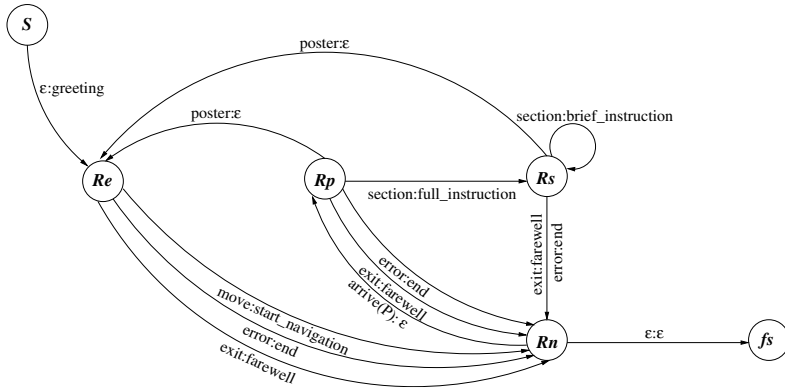 S
poster:ε
ε:greeting
section:brief_instruction
poster:ε
Re
Rp
Rs
section:full_instruction
error:end
exit:farewell
arrive(P): ε
exit:farewell
error:end
move:start_navigation
error:end
exit:farewell
Rn
ε:ε
fs